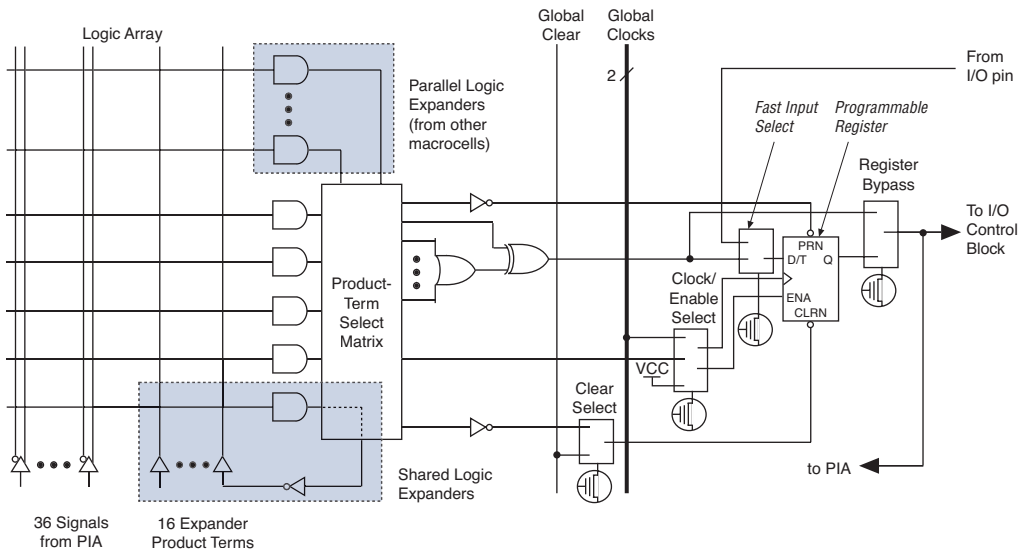 Logic Array
Global
Clear
Global
Clocks
2
From
I/O pin
Parallel Logic
Expanders
(from other
macrocells)
Fast Input
Select
Programmable
Register
Register
Bypass
To I/O
Control
Block
PRN
D/T
Q
ENA
CLRN
Product-
Term
Select
Matrix
Clock/
Enable
Select
VCC
Clear
Select
to PIA
Shared Logic
Expanders
36 Signals
from PIA
16 Expander
Product Terms